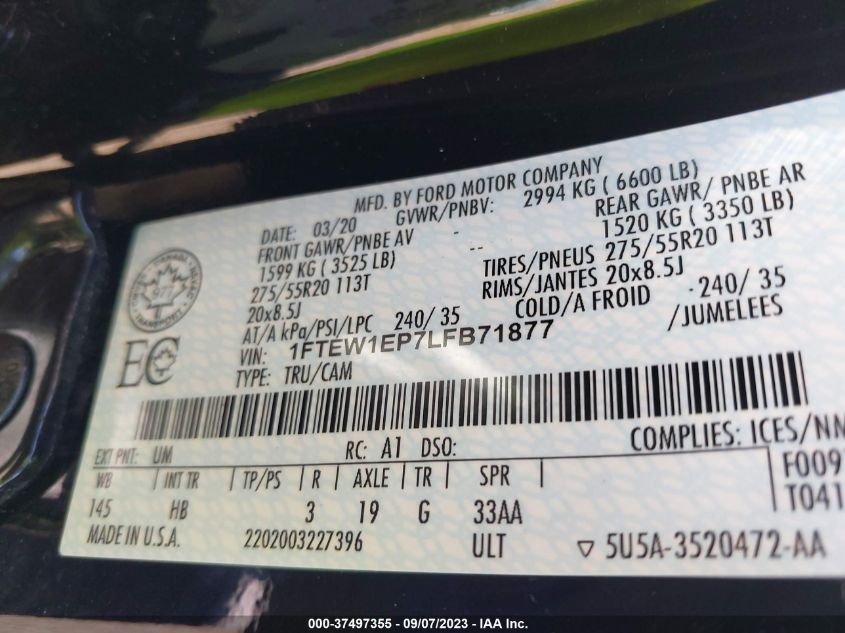 MFD. BY FORD MOTOR COMPANY
DATE: 03/20 GVWR/PNBV: 2994 KG ( 6600 LB)
FRONT GAWR/PNBE AV - REAR GAWR/ PNBE AR
1599 KG ( 3525 LB) -- 1520 KG ( 3350 LB)
275/55R20 113T TIRES/PNEUS 275/55R20 113T
20x8.5J RIMS/JANTES 20x8.5J
AT/A kPa/PSI/LPC 240/ 35 COLD/A FROID -240/ 35
VIN: 1FTEW1EP7LFB71877 /JUMELEES
TYPE: TRU/CAM
CANADA
TRANSPORT
EC
COMPLIES: ICES/NM
EXT PNT: UM RC: A1 DSO:
WB INT TR TP/PS R AXLE TR SPR F009
145 HB 3 19 G 33AA T041
MADE IN U.S.A. 2202003227396 ULT ▽ 5U5A-3520472-AA
000-37497355 - 09/07/2023 - IAA Inc.